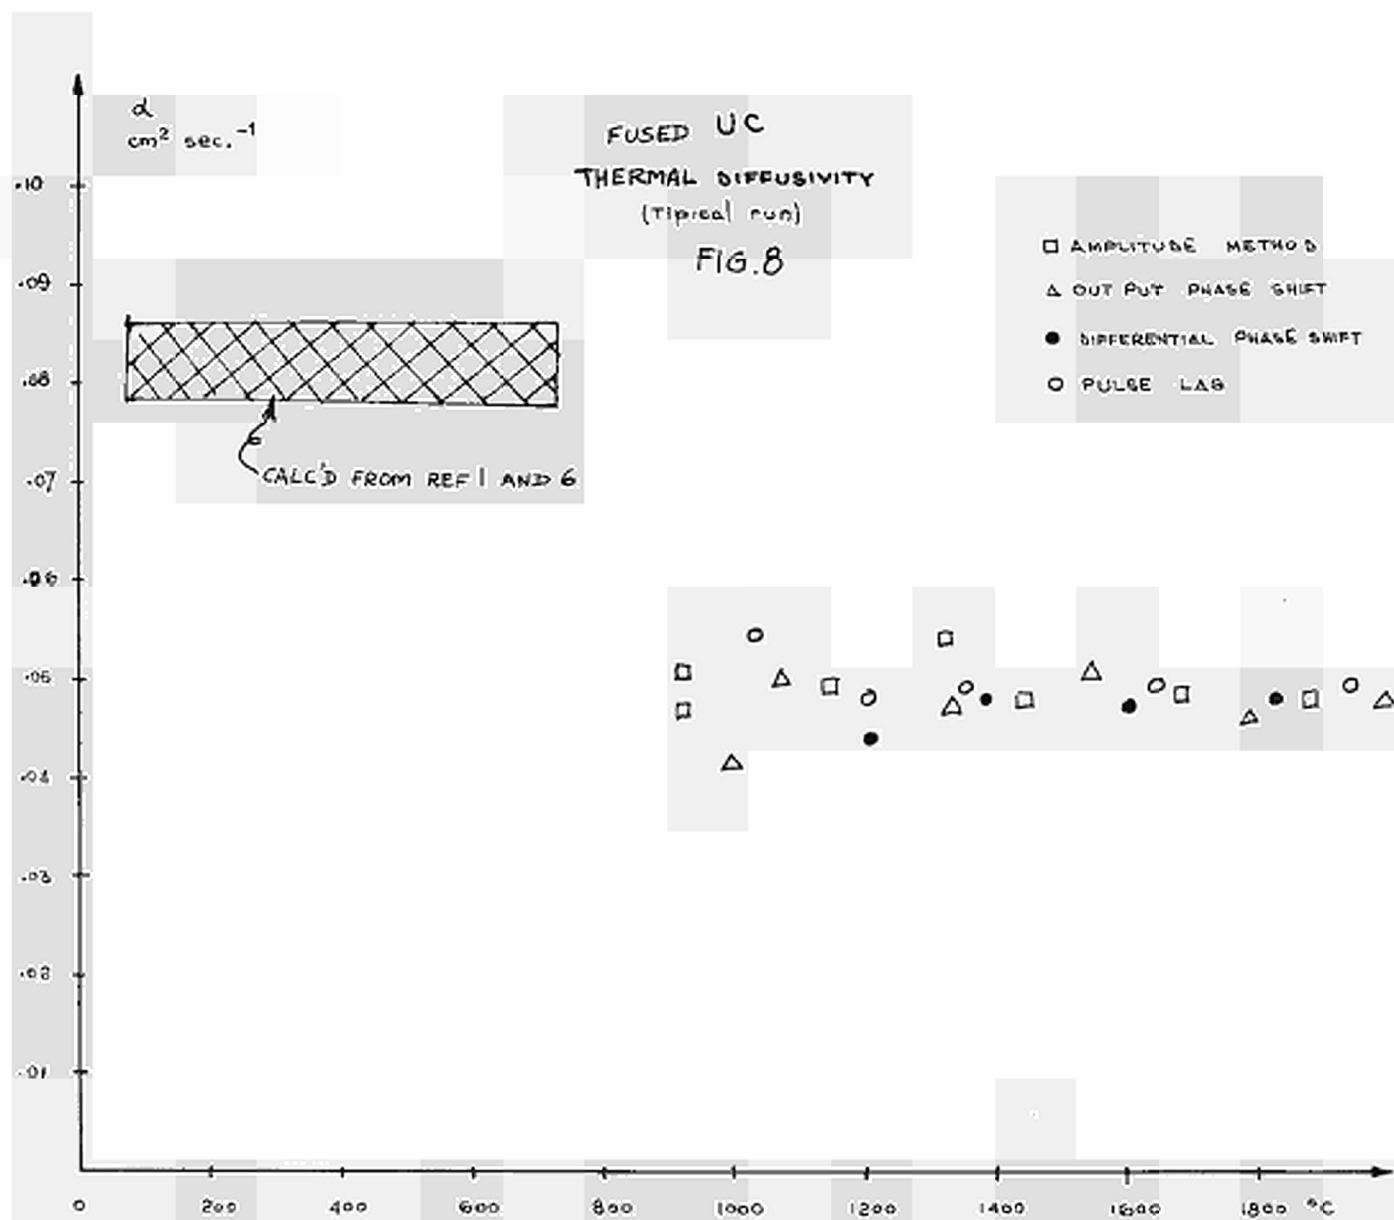 α
cm² sec.⁻¹
FUSED UC
THERMAL DIFFUSIVITY
(Tipical run)
FIG.8
□ AMPLITUDE METHOD
△ OUT PUT PHASE SHIFT
● DIFFERENTIAL PHASE SHIFT
○ PULSE LAB
CALC'D FROM REF 1 AND 6
.10
.09
.08
.07
.06
.05
.04
.03
.02
.01
0 200 400 600 800 1000 1200 1400 1600 1800 °C